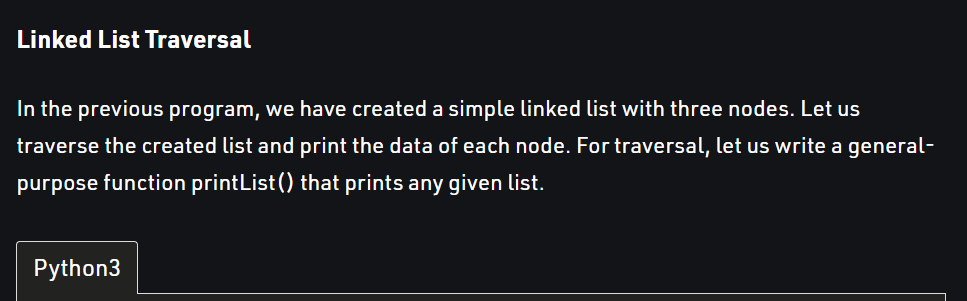 Linked List Traversal
In the previous program, we have created a simple linked list with three nodes. Let us
traverse the created list and print the data of each node. For traversal, let us write a general-
purpose function printList() that prints any given list.
Python3